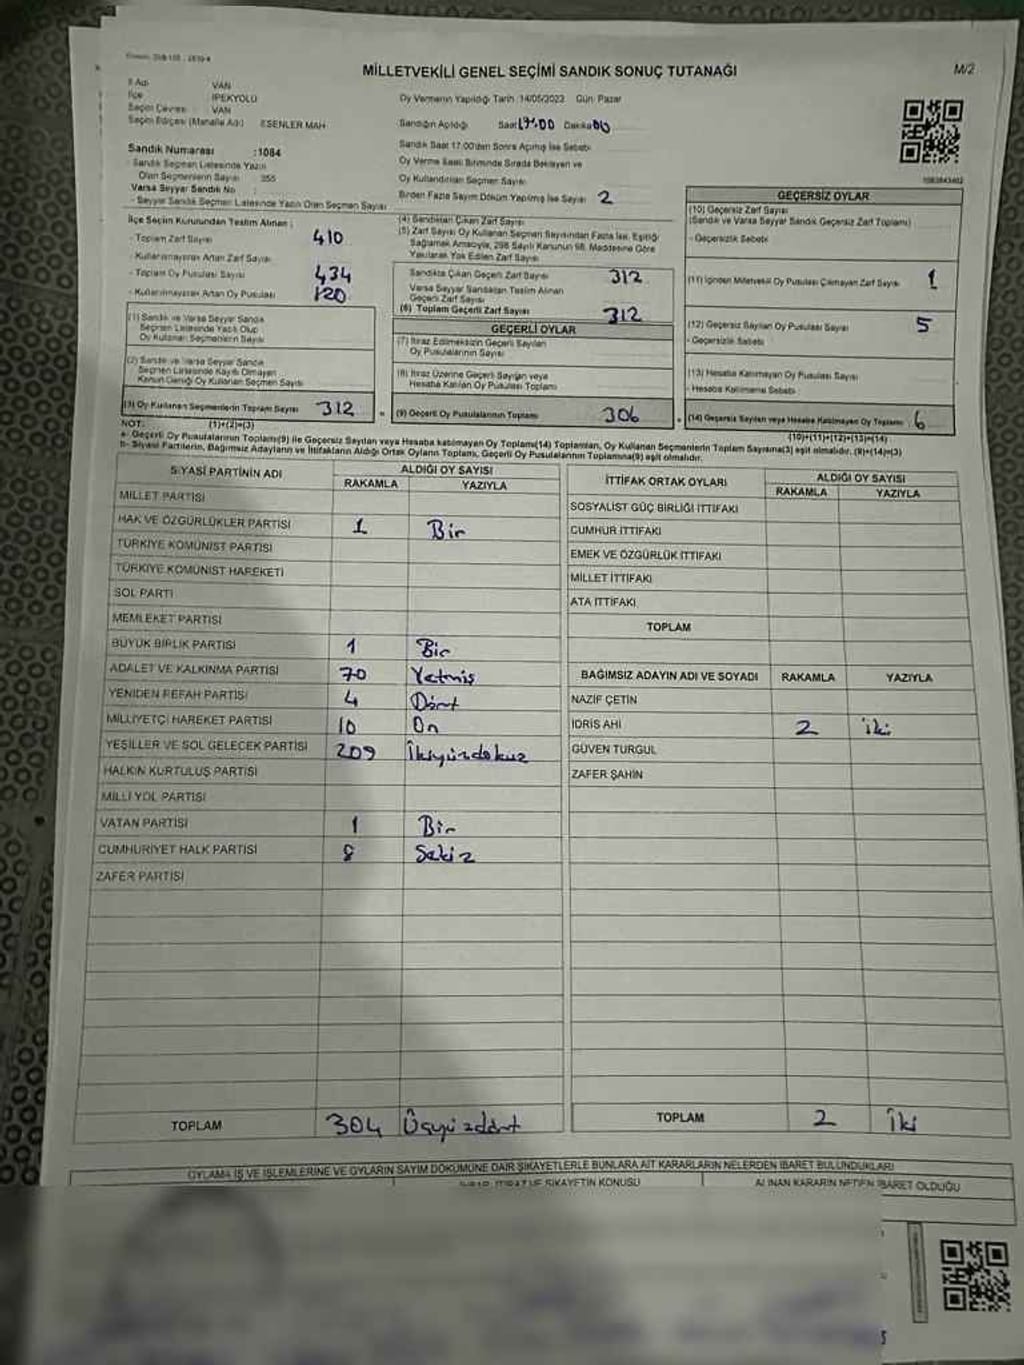 MİLLETVEKİLİ GENEL SEÇİMİ SANDIK SONUÇ TUTANAĞI
M/2
İl Adı VAN
İlçe İPEKYOLU
Seçim Çevresi VAN
Seçim Bölgesi (Mahalle Adı) ESENLER MAH
Oy Vermenin Yapıldığı Tarih :14/05/2023 Gün: Pazar
Sandığın Açıldığı Saat 17:00 Dakika 00
Sandık Numarası :1084
Sandık Seçmen Listesinde Yazılı
Olan Seçmenlerin Sayısı 355
Varsa Seyyar Sandık No :
- Seyyar Sandık Seçmen Listesinde Yazılı Olan Seçmen Sayısı
Sandık Saat 17:00'den Sonra Açılmış İse Sebebi
Oy Verme Saati Bitiminde Sırada Bekleyen ve
Oy Kullandırılan Seçmen Sayısı
Birden Fazla Sayım Döküm Yapılmış İse Sayısı 2
İlçe Seçim Kurulundan Teslim Alınan :
- Toplam Zarf Sayısı 410
- Kullanılmayarak Artan Zarf Sayısı
- Toplam Oy Pusulası Sayısı 434
- Kullanılmayarak Artan Oy Pusulası 120
(1) Sandık ve Varsa Seyyar Sandık
Seçmen Listesinde Yazılı Olup
Oy Kullanan Seçmenlerin Sayısı
(2) Sandık ve Varsa Seyyar Sandık
Seçmen Listesinde Kayıtlı Olmayan
Kanun Gereği Oy Kullanan Seçmen Sayısı
(3) Oy Kullanan Seçmenlerin Toplam Sayısı 312
(4) Sandıktan Çıkan Zarf Sayısı
(5) Zarf Sayısı Oy Kullanan Seçmen Sayısından Fazla İse, Eşitliği
Sağlamak Amacıyla, 298 Sayılı Kanunun 98. Maddesine Göre
Yakılarak Yok Edilen Zarf Sayısı
Sandıkta Çıkan Geçerli Zarf Sayısı 312
Varsa Seyyar Sandıktan Teslim Alınan
Geçerli Zarf Sayısı
(6) Toplam Geçerli Zarf Sayısı 312
GEÇERLİ OYLAR
(7) İtiraz Edilmeksizin Geçerli Sayılan
Oy Pusulalarının Sayısı
(8) İtiraz Üzerine Geçerli Sayılan veya
Hesaba Katılan Oy Pusulası Toplamı
= (9) Geçerli Oy Pusulalarının Toplamı 306
GEÇERSİZ OYLAR
(10) Geçersiz Zarf Sayısı
(Sandık ve Varsa Seyyar Sandık Geçersiz Zarf Toplamı)
- Geçersizlik Sebebi
(11) İçinden Milletvekili Oy Pusulası Çıkmayan Zarf Sayısı 1
(12) Geçersiz Sayılan Oy Pusulası Sayısı 5
- Geçersizlik Sebebi
(13) Hesaba Katılmayan Oy Pusulası Sayısı
- Hesaba Katılmama Sebebi
+ (14) Geçersiz Sayılan veya Hesaba Katılmayan Oy Toplamı 6
NOT: (1)+(2)=(3)
(10)+(11)+(12)+(13)=(14)
a- Geçerli Oy Pusulalarının Toplamı(9) ile Geçersiz Sayılan veya Hesaba katılmayan Oy Toplamı(14) Toplamları, Oy Kullanan Seçmenlerin Toplam Sayısına(3) eşit olmalıdır. (9)+(14)=(3)
b- Siyasi Partilerin, Bağımsız Adayların ve İttifakların Aldığı Ortak Oyların Toplamı, Geçerli Oy Pusulalarının Toplamına(9) eşit olmalıdır.
SİYASİ PARTİNİN ADI ALDIĞI OY SAYISI
RAKAMLA YAZIYLA
MİLLET PARTİSİ
HAK VE ÖZGÜRLÜKLER PARTİSİ 1 Bir
TÜRKİYE KOMÜNİST PARTİSİ
TÜRKİYE KOMÜNİST HAREKETİ
SOL PARTİ
MEMLEKET PARTİSİ
BÜYÜK BİRLİK PARTİSİ 1 Bir
ADALET VE KALKINMA PARTİSİ 70 Yetmiş
YENİDEN REFAH PARTİSİ 4 Dört
MİLLİYETÇİ HAREKET PARTİSİ 10 On
YEŞİLLER VE SOL GELECEK PARTİSİ 209 İkiyüzdokuz
HALKIN KURTULUŞ PARTİSİ
MİLLİ YOL PARTİSİ
VATAN PARTİSİ 1 Bir
CUMHURİYET HALK PARTİSİ 8 Sekiz
ZAFER PARTİSİ
TOPLAM 304 Üçyüzdört
İTTİFAK ORTAK OYLARI ALDIĞI OY SAYISI
RAKAMLA YAZIYLA
SOSYALİST GÜÇ BİRLİĞİ İTTİFAKI
CUMHUR İTTİFAKI
EMEK VE ÖZGÜRLÜK İTTİFAKI
MİLLET İTTİFAKI
ATA İTTİFAKI
TOPLAM
BAĞIMSIZ ADAYIN ADI VE SOYADI RAKAMLA YAZIYLA
NAZİF ÇETİN
İDRİS AHİ 2 iki
GÜVEN TURGUL
ZAFER ŞAHİN
TOPLAM 2 İki
OYLAMA İŞ VE İŞLEMLERİNE VE OYLARIN SAYIM DÖKÜMÜNE DAİR ŞİKAYETLERLE BUNLARA AİT KARARLARIN NELERDEN İBARET BULUNDUKLARI
İTİRAZ VE ŞİKAYETİN KONUSU
ALINAN KARARIN NEDEN İBARET OLDUĞU